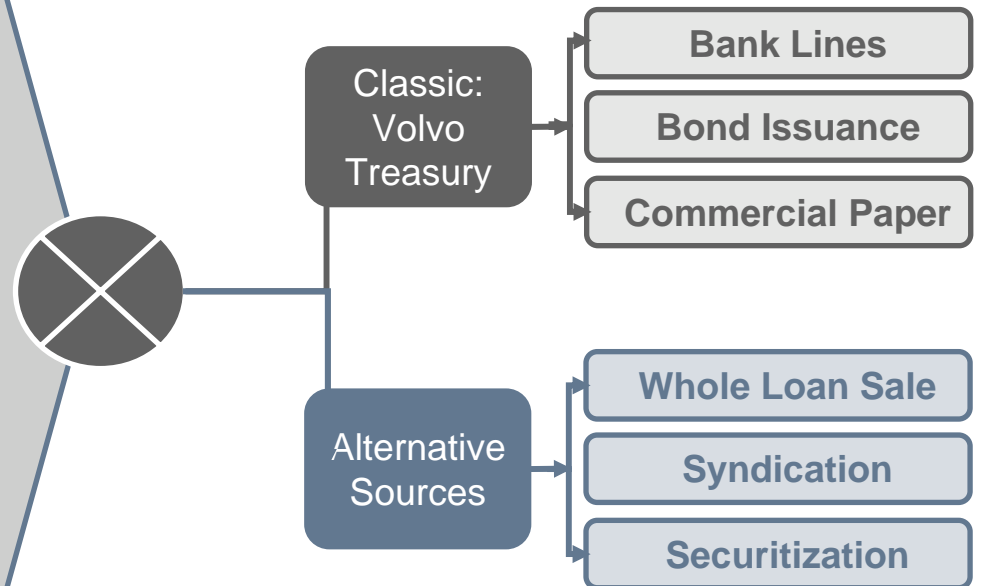 Classic:
Volvo
Treasury
Bank Lines
Bond Issuance
Commercial Paper
Alternative
Sources
Whole Loan Sale
Syndication
Securitization